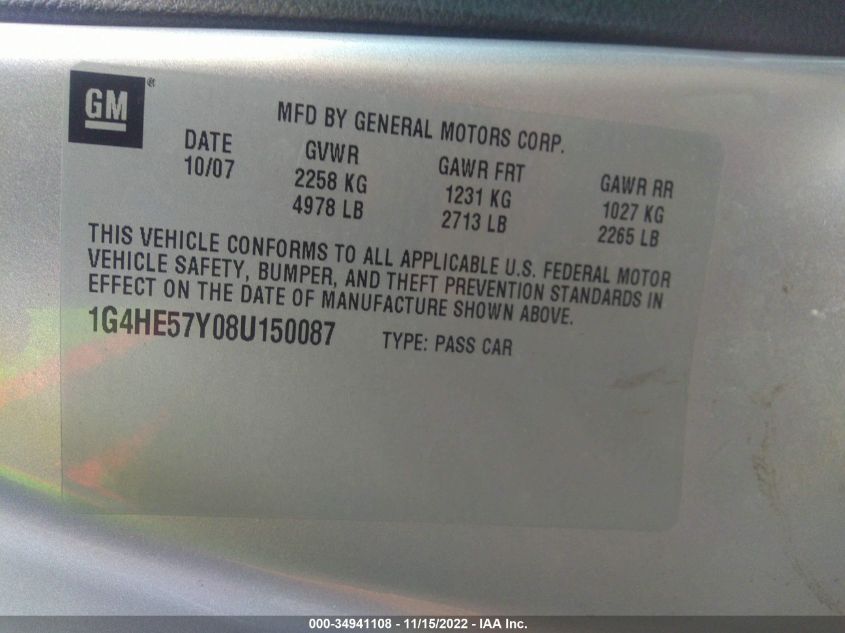 GM®
MFD BY GENERAL MOTORS CORP.
DATE GVWR GAWR FRT GAWR RR
10/07 2258 KG 1231 KG 1027 KG
4978 LB 2713 LB 2265 LB
THIS VEHICLE CONFORMS TO ALL APPLICABLE U.S. FEDERAL MOTOR
VEHICLE SAFETY, BUMPER, AND THEFT PREVENTION STANDARDS IN
EFFECT ON THE DATE OF MANUFACTURE SHOWN ABOVE.
1G4HE57Y08U150087 TYPE: PASS CAR
000-34941108 - 11/15/2022 - IAA Inc.